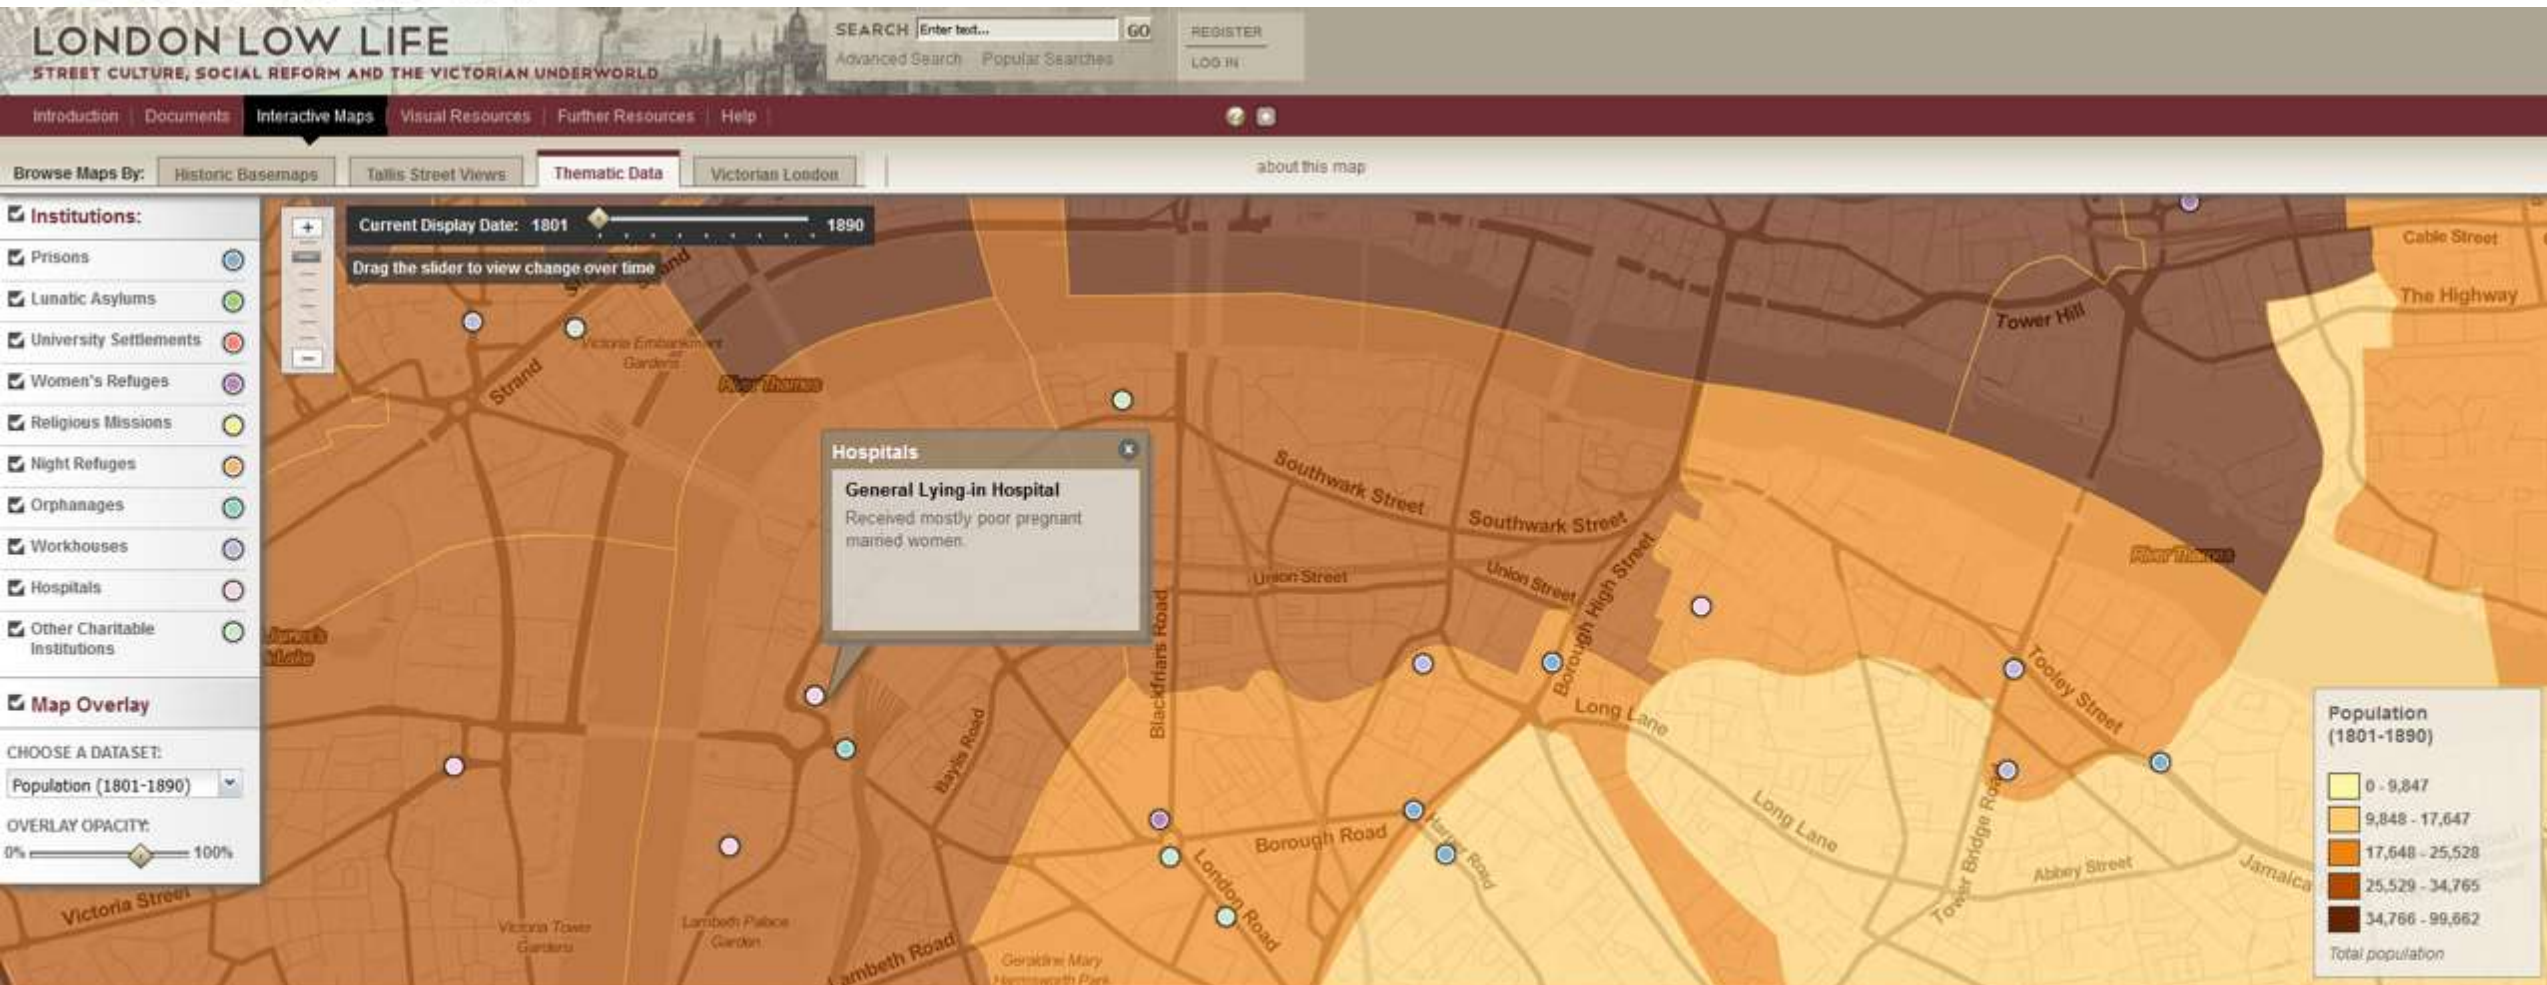 LONDON LOW LIFE
STREET CULTURE, SOCIAL REFORM AND THE VICTORIAN UNDERWORLD
SEARCH Enter text... GO
Advanced Search Popular Searches
REGISTER
LOG IN
Introduction Documents Interactive Maps Visual Resources Further Resources Help
Browse Maps By: Historic Basemaps Tallis Street Views Thematic Data Victorian London
about this map
Institutions:
Prisons
Lunatic Asylums
University Settlements
Women's Refuges
Religious Missions
Night Refuges
Orphanages
Workhouses
Hospitals
Other Charitable
Institutions
Map Overlay
CHOOSE A DATASET:
Population (1801-1890)
OVERLAY OPACITY:
0% 100%
+
-
Current Display Date: 1801 1890
Drag the slider to view change over time
Strand
Victoria Embankment
Gardens
River Thames
Hospitals x
General Lying-in Hospital
Received mostly poor pregnant
married women.
Southwark Street
Southwark Street
Union Street
Union Street
Borough High Street
Blackfriars Road
Baylis Road
Long Lane
Long Lane
Borough Road
Harper Road
London Road
Lambeth Road
Lambeth Palace
Garden
Victoria Tower
Gardens
Victoria Street
Geraldine Mary
Harmsworth Park
Tower Hill
Cable Street
The Highway
River Thames
Tooley Street
Tower Bridge Road
Abbey Street
Jamaica
Population
(1801-1890)
0 - 9,847
9,848 - 17,647
17,648 - 25,528
25,529 - 34,765
34,766 - 99,662
Total population